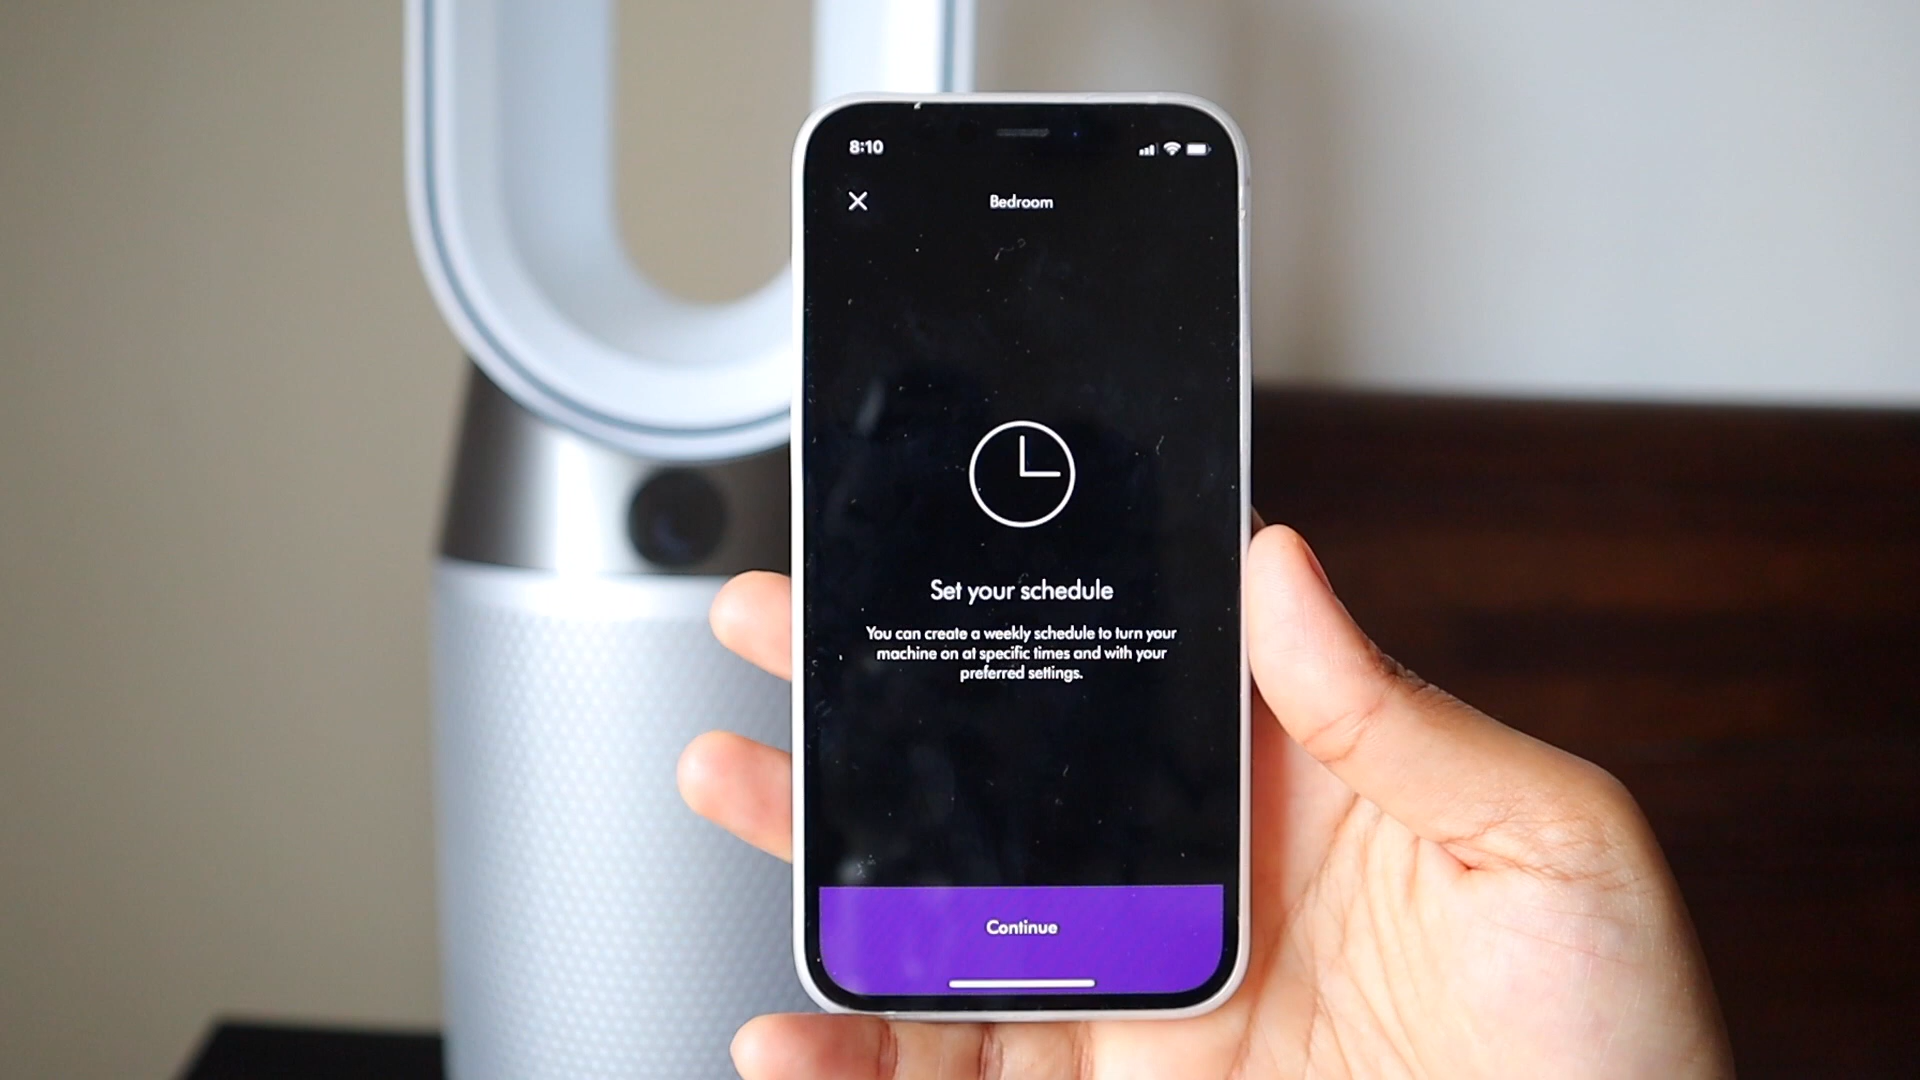 8:10
Bedroom
Set your schedule
You can create a weekly schedule to turn your
machine on at specific times and with your
preferred settings.
Continue